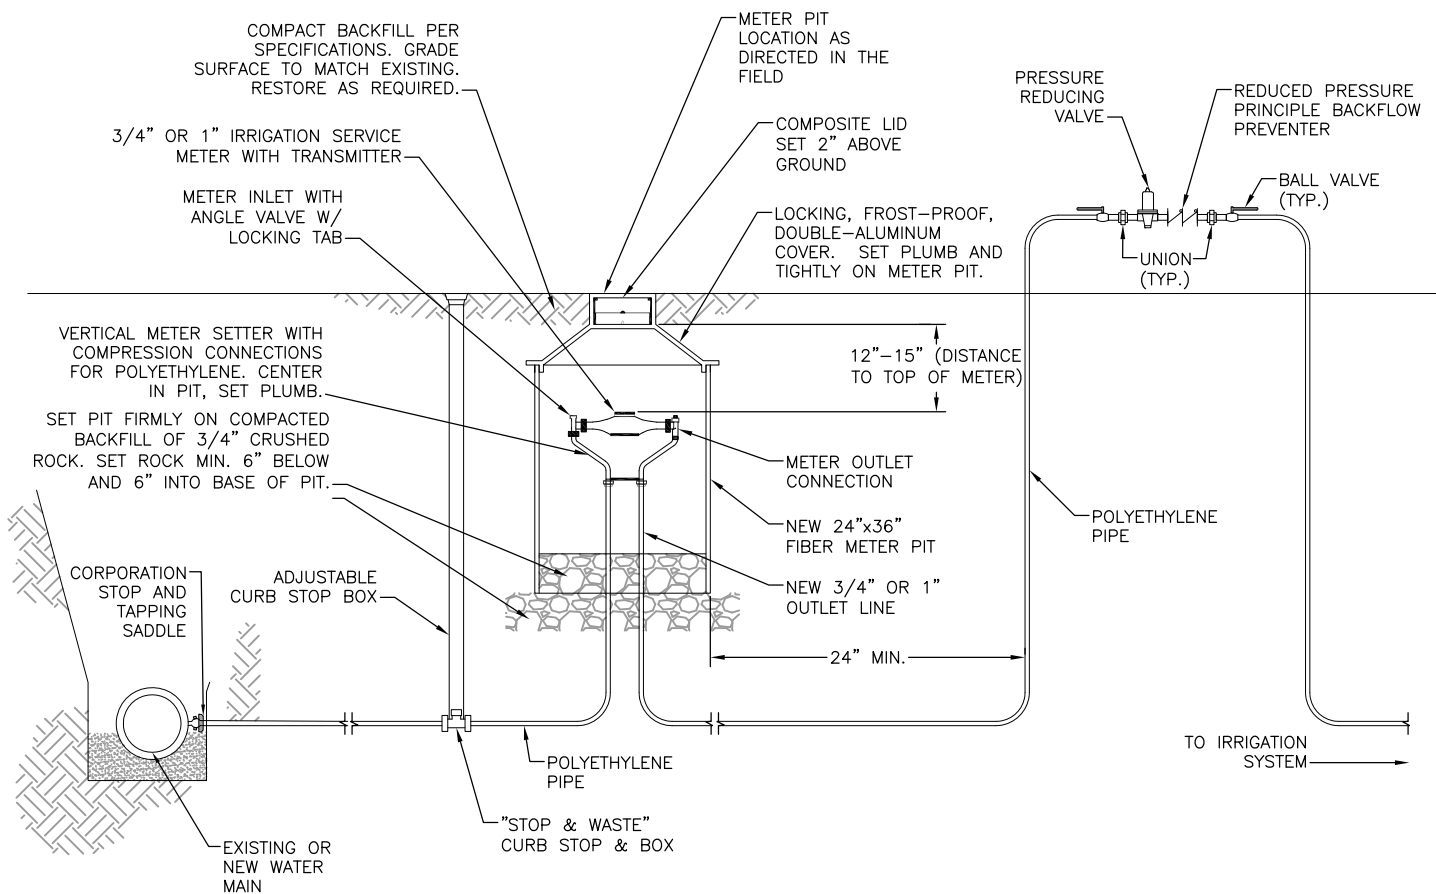 COMPACT BACKFILL PER
SPECIFICATIONS. GRADE
SURFACE TO MATCH EXISTING.
RESTORE AS REQUIRED.
METER PIT
LOCATION AS
DIRECTED IN THE
FIELD
3/4" OR 1" IRRIGATION SERVICE
METER WITH TRANSMITTER
COMPOSITE LID
SET 2" ABOVE
GROUND
PRESSURE
REDUCING
VALVE
REDUCED PRESSURE
PRINCIPLE BACKFLOW
PREVENTER
METER INLET WITH
ANGLE VALVE W/
LOCKING TAB
LOCKING, FROST-PROOF,
DOUBLE-ALUMINUM
COVER. SET PLUMB AND
TIGHTLY ON METER PIT.
BALL VALVE
(TYP.)
UNION
(TYP.)
VERTICAL METER SETTER WITH
COMPRESSION CONNECTIONS
FOR POLYETHYLENE. CENTER
IN PIT, SET PLUMB.
12"-15" (DISTANCE
TO TOP OF METER)
SET PIT FIRMLY ON COMPACTED
BACKFILL OF 3/4" CRUSHED
ROCK. SET ROCK MIN. 6" BELOW
AND 6" INTO BASE OF PIT.
METER OUTLET
CONNECTION
NEW 24"x36"
FIBER METER PIT
POLYETHYLENE
PIPE
CORPORATION
STOP AND
TAPPING
SADDLE
ADJUSTABLE
CURB STOP BOX
NEW 3/4" OR 1"
OUTLET LINE
24" MIN.
POLYETHYLENE
PIPE
TO IRRIGATION
SYSTEM
"STOP & WASTE"
CURB STOP & BOX
EXISTING OR
NEW WATER
MAIN